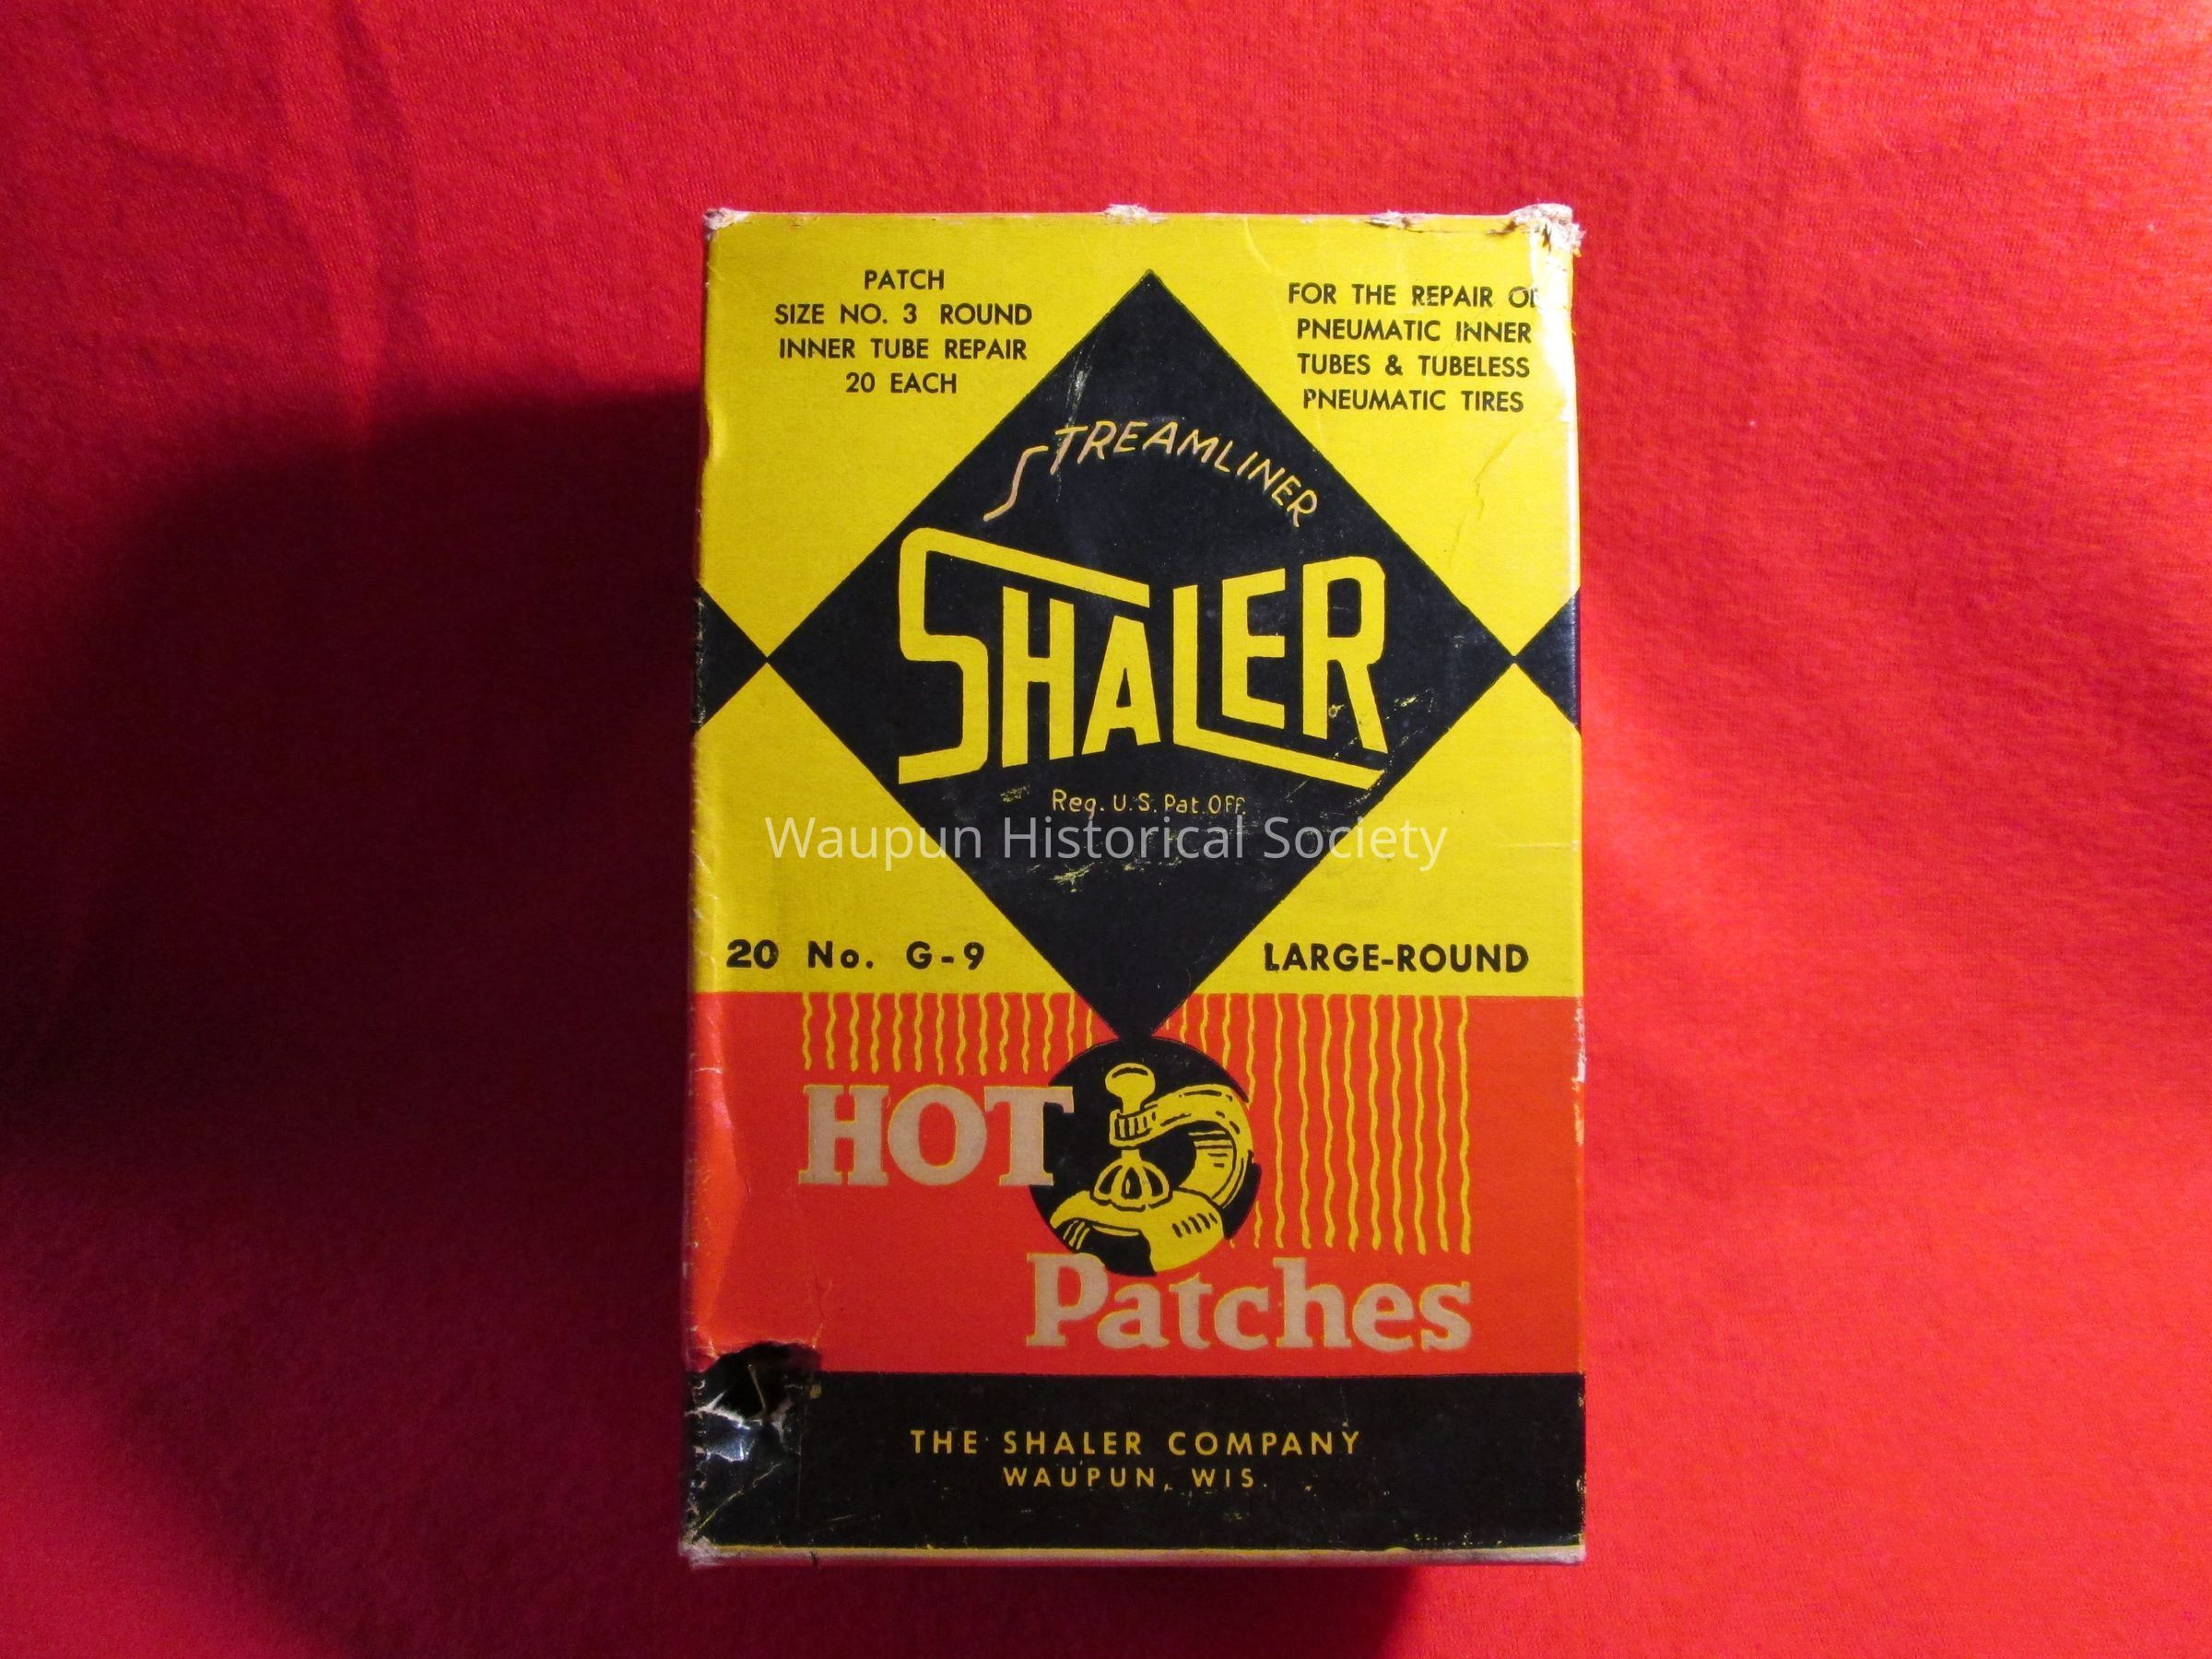 PATCH
SIZE NO. 3 ROUND
INNER TUBE REPAIR
20 EACH
FOR THE REPAIR OF
PNEUMATIC INNER
TUBES & TUBELESS
PNEUMATIC TIRES
STREAMLINER
SHALER
Reg. U.S. Pat. Off.
Waupun Historical Society
20 No. G-9
LARGE-ROUND
HOT
Patches
THE SHALER COMPANY
WAUPUN, WIS.